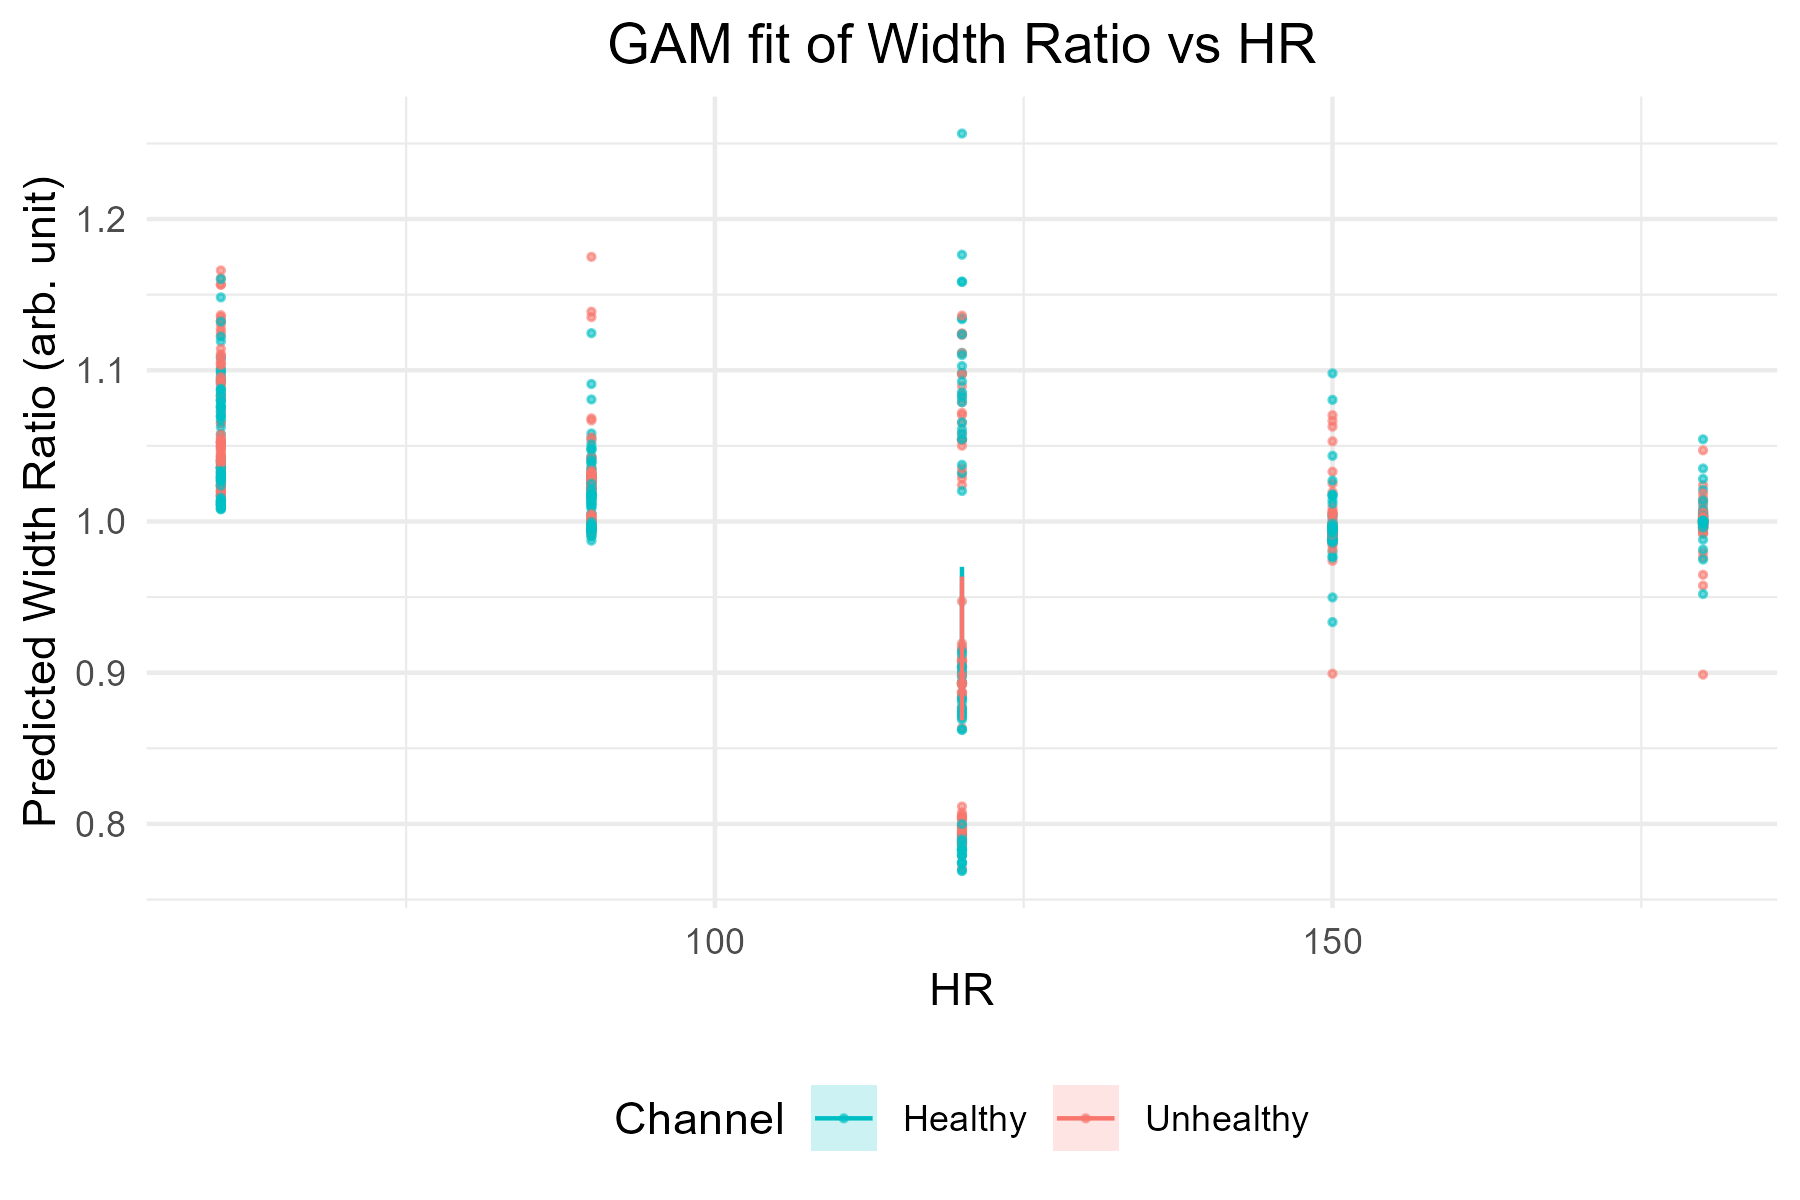 GAM fit of Width Ratio vs HR
Predicted Width Ratio (arb. unit)
1.2
1.1
1.0
0.9
0.8
100
150
HR
Channel
Healthy
Unhealthy